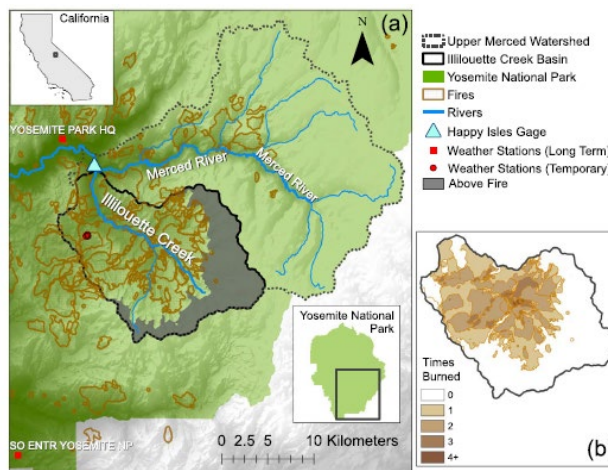 California
(a)
N
YOSEMITE PARK HQ
Merced River
Merced River
Illilouette Creek
SO ENTR YOSEMITE NP
Yosemite National
Park
0 2.5 5 10 Kilometers
Upper Merced Watershed
Illilouette Creek Basin
Yosemite National Park
Fires
Rivers
Happy Isles Gage
Weather Stations (Long Term)
Weather Stations (Temporary)
Above Fire
Times
Burned
0
1
2
3
4+
(b)